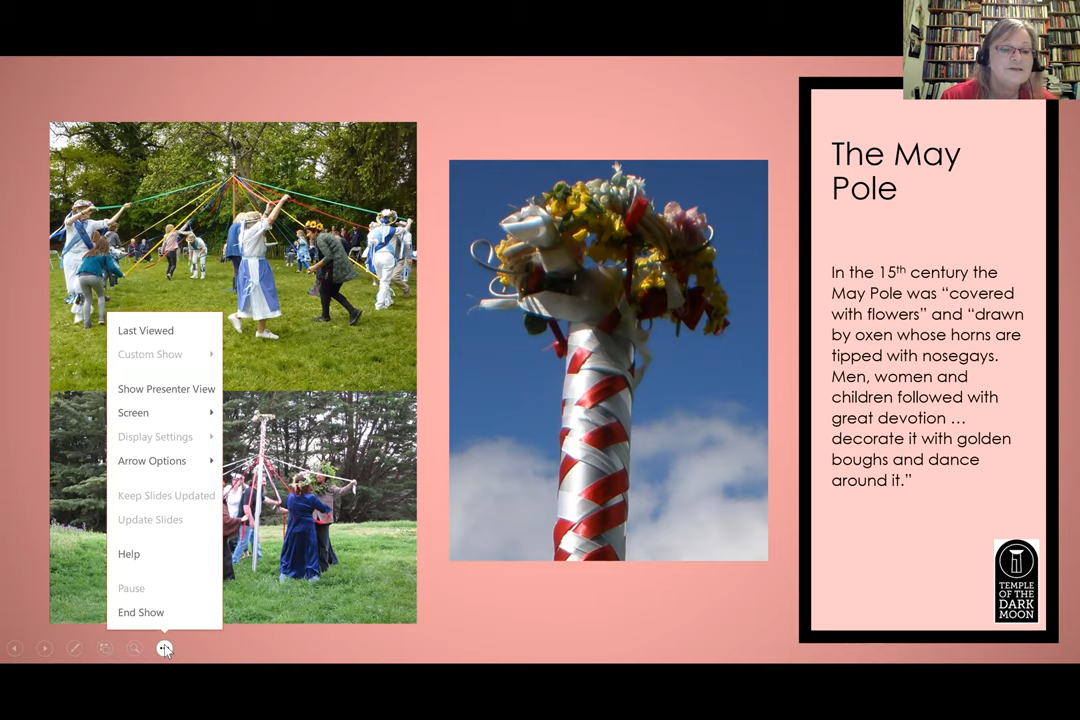 The May
Pole
In the 15th century the
May Pole was “covered
with flowers” and “drawn
by oxen whose horns are
tipped with nosegays.
Men, women and
children followed with
great devotion …
decorate it with golden
boughs and dance
around it.”
TEMPLE
OF THE
DARK
MOON
Last Viewed
Custom Show
Show Presenter View
Screen
Display Settings
Arrow Options
Keep Slides Updated
Update Slides
Help
Pause
End Show